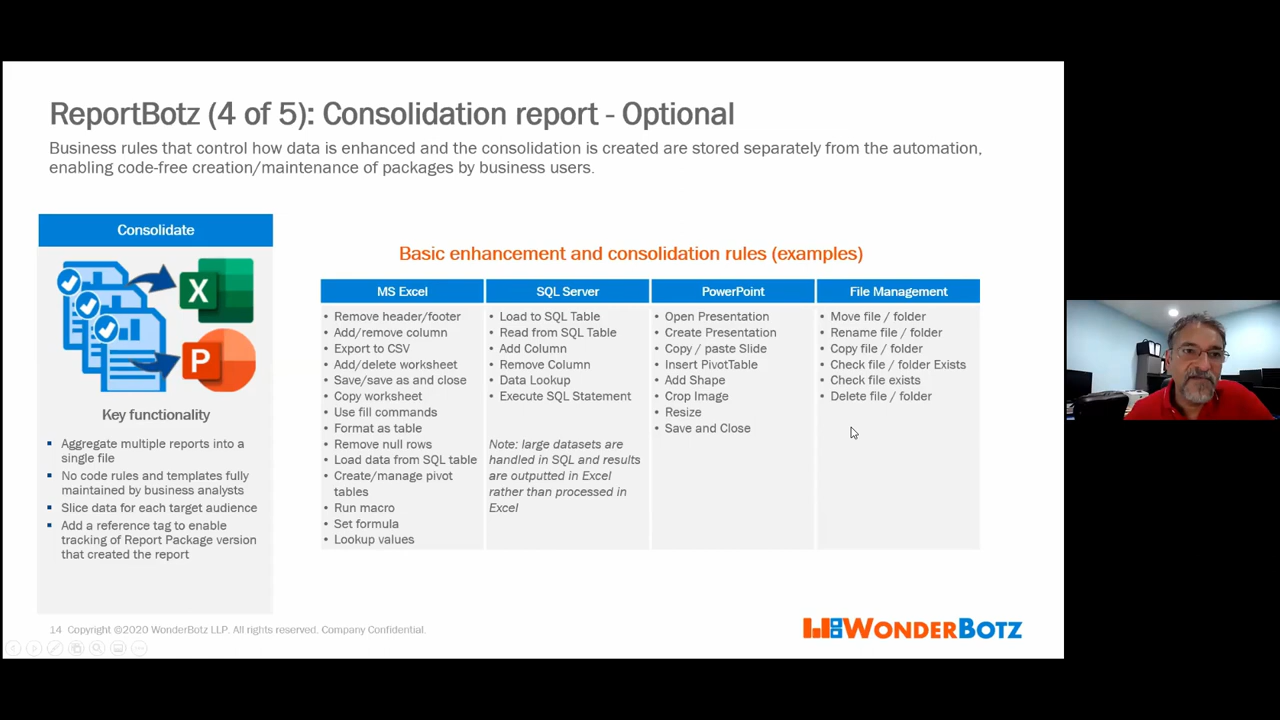 ReportBotz (4 of 5): Consolidation report - Optional
Business rules that control how data is enhanced and the consolidation is created are stored separately from the automation,
enabling code-free creation/maintenance of packages by business users.
Consolidate
X
P
Key functionality
▪ Aggregate multiple reports into a
single file
▪ No code rules and templates fully
maintained by business analysts
▪ Slice data for each target audience
▪ Add a reference tag to enable
tracking of Report Package version
that created the report
Basic enhancement and consolidation rules (examples)
MS Excel
• Remove header/footer
• Add/remove column
• Export to CSV
• Add/delete worksheet
• Save/save as and close
• Copy worksheet
• Use fill commands
• Format as table
• Remove null rows
• Load data from SQL table
• Create/manage pivot
tables
• Run macro
• Set formula
• Lookup values
SQL Server
• Load to SQL Table
• Read from SQL Table
• Add Column
• Remove Column
• Data Lookup
• Execute SQL Statement
Note: large datasets are
handled in SQL and results
are outputted in Excel
rather than processed in
Excel
PowerPoint
• Open Presentation
• Create Presentation
• Copy / paste Slide
• Insert PivotTable
• Add Shape
• Crop Image
• Resize
• Save and Close
File Management
• Move file / folder
• Rename file / folder
• Copy file / folder
• Check file / folder Exists
• Check file exists
• Delete file / folder
14 Copyright ©2020 WonderBotz LLP. All rights reserved. Company Confidential.
WONDERBOTZ